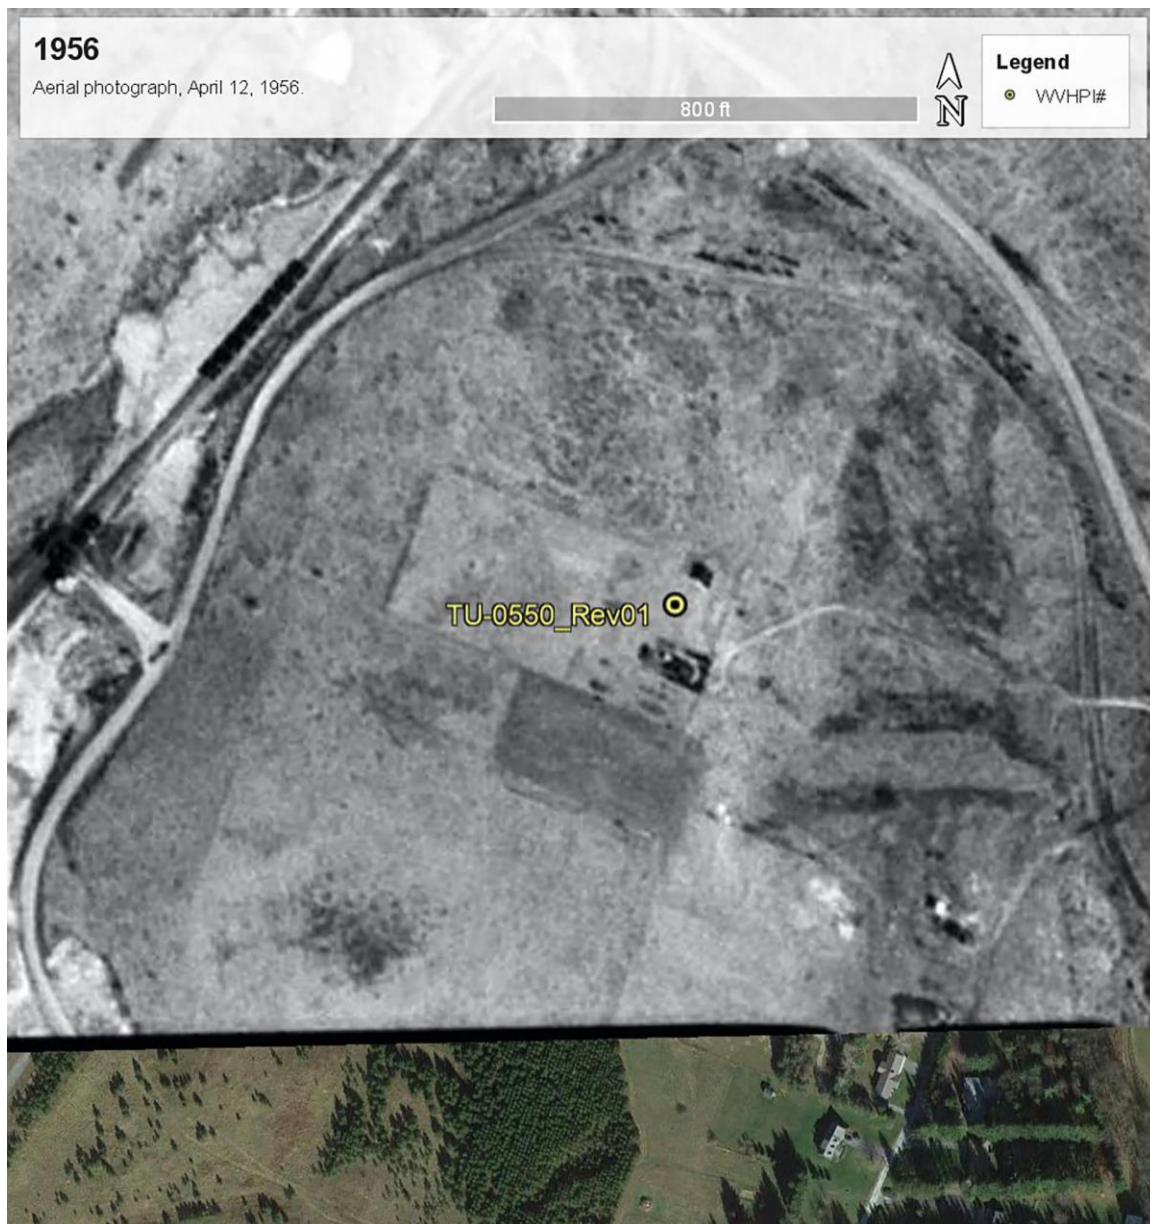 1956
Aerial photograph, April 12, 1956.
800 ft
N
Legend
WVHPI#
TU-0550_Rev01